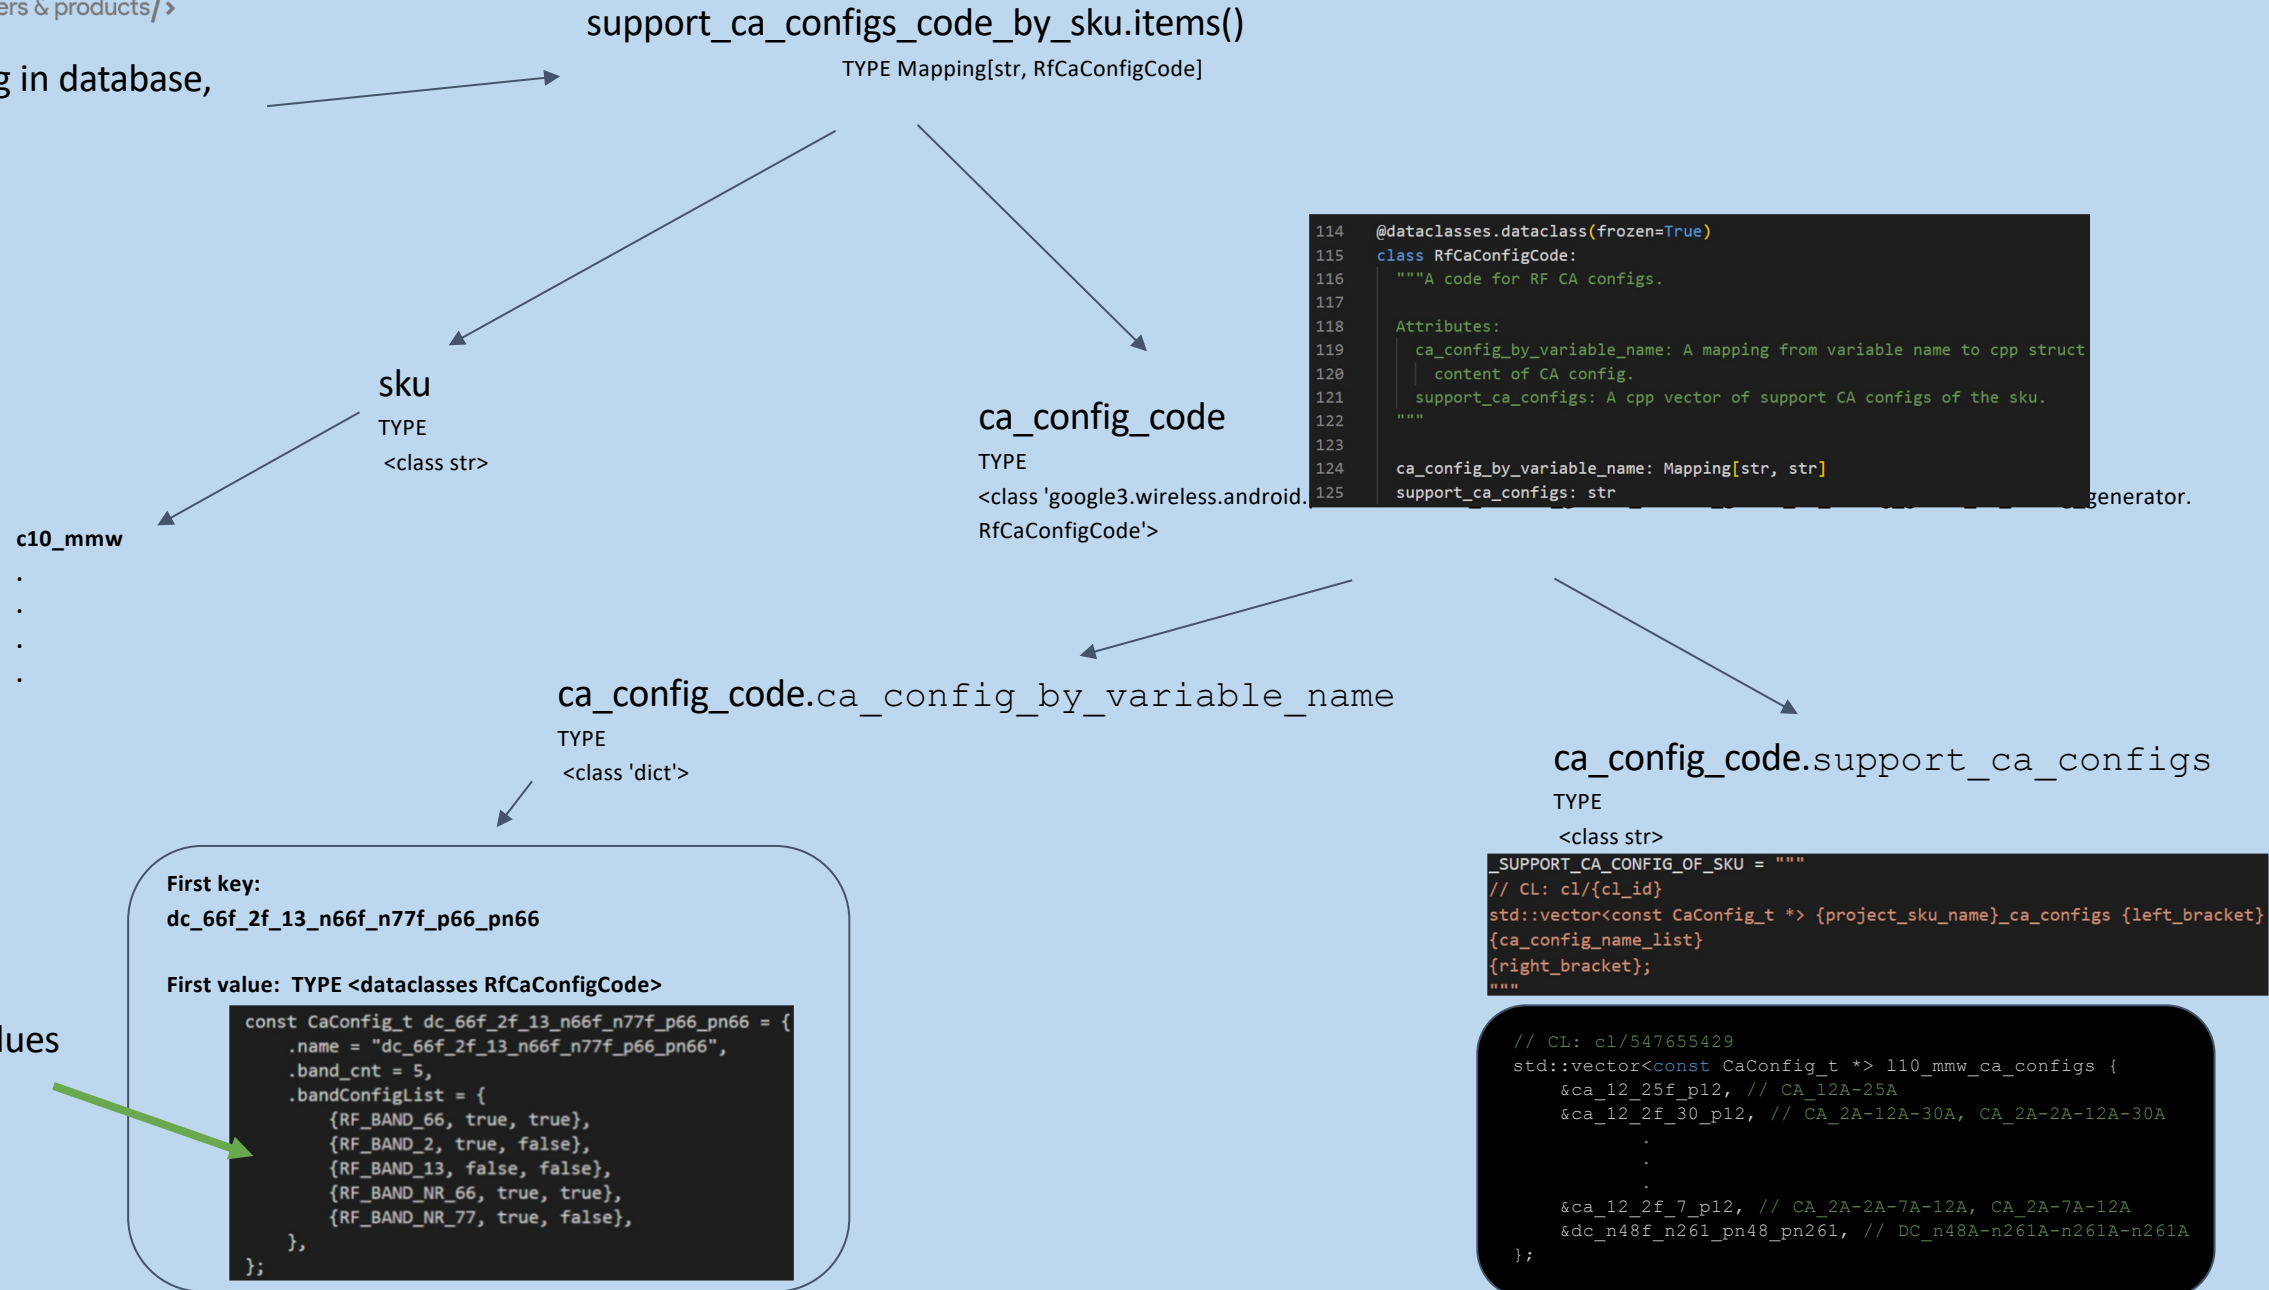 & products/>
support_ca_configs_code_by_sku.items()
TYPE Mapping[str, RfCaConfigCode]
in database,
114 @dataclasses.dataclass(frozen=True)
115 class RfCaConfigCode:
116 """A code for RF CA configs.
117
118 Attributes:
119 ca_config_by_variable_name: A mapping from variable name to cpp struct
120 content of CA config.
121 support_ca_configs: A cpp vector of support CA configs of the sku.
122 """
123
124 ca_config_by_variable_name: Mapping[str, str]
125 support_ca_configs: str
sku
TYPE
<class str>
ca_config_code
TYPE
<class 'google3.wireless.android. generator.
RfCaConfigCode'>
c10_mmw
.
.
.
.
ca_config_code.ca_config_by_variable_name
TYPE
<class 'dict'>
ca_config_code.support_ca_configs
TYPE
<class str>
_SUPPORT_CA_CONFIG_OF_SKU = """
// CL: cl/{cl_id}
std::vector<const CaConfig_t *> {project_sku_name}_ca_configs {left_bracket}
{ca_config_name_list}
{right_bracket};
"""
First key:
dc_66f_2f_13_n66f_n77f_p66_pn66
First value: TYPE <dataclasses RfCaConfigCode>
const CaConfig_t dc_66f_2f_13_n66f_n77f_p66_pn66 = {
.name = "dc_66f_2f_13_n66f_n77f_p66_pn66",
.band_cnt = 5,
.bandConfigList = {
{RF_BAND_66, true, true},
{RF_BAND_2, true, false},
{RF_BAND_13, false, false},
{RF_BAND_NR_66, true, true},
{RF_BAND_NR_77, true, false},
},
};
// CL: cl/547655429
std::vector<const CaConfig_t *> l10_mmw_ca_configs {
&ca_12_25f_p12, // CA_12A-25A
&ca_12_2f_30_p12, // CA_2A-12A-30A, CA_2A-2A-12A-30A
.
.
.
&ca_12_2f_7_p12, // CA_2A-2A-7A-12A, CA_2A-7A-12A
&dc_n48f_n261_pn48_pn261, // DC_n48A-n261A-n261A-n261A
};